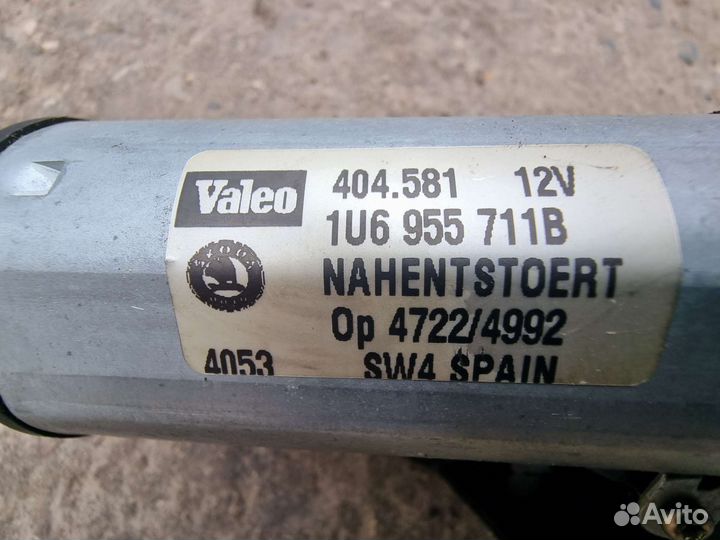 Valeo 404.581 12V
1U6 955 711B
NAHENTSTOERT
Op 4722/4992
4053 SW4 SPAIN
Avito